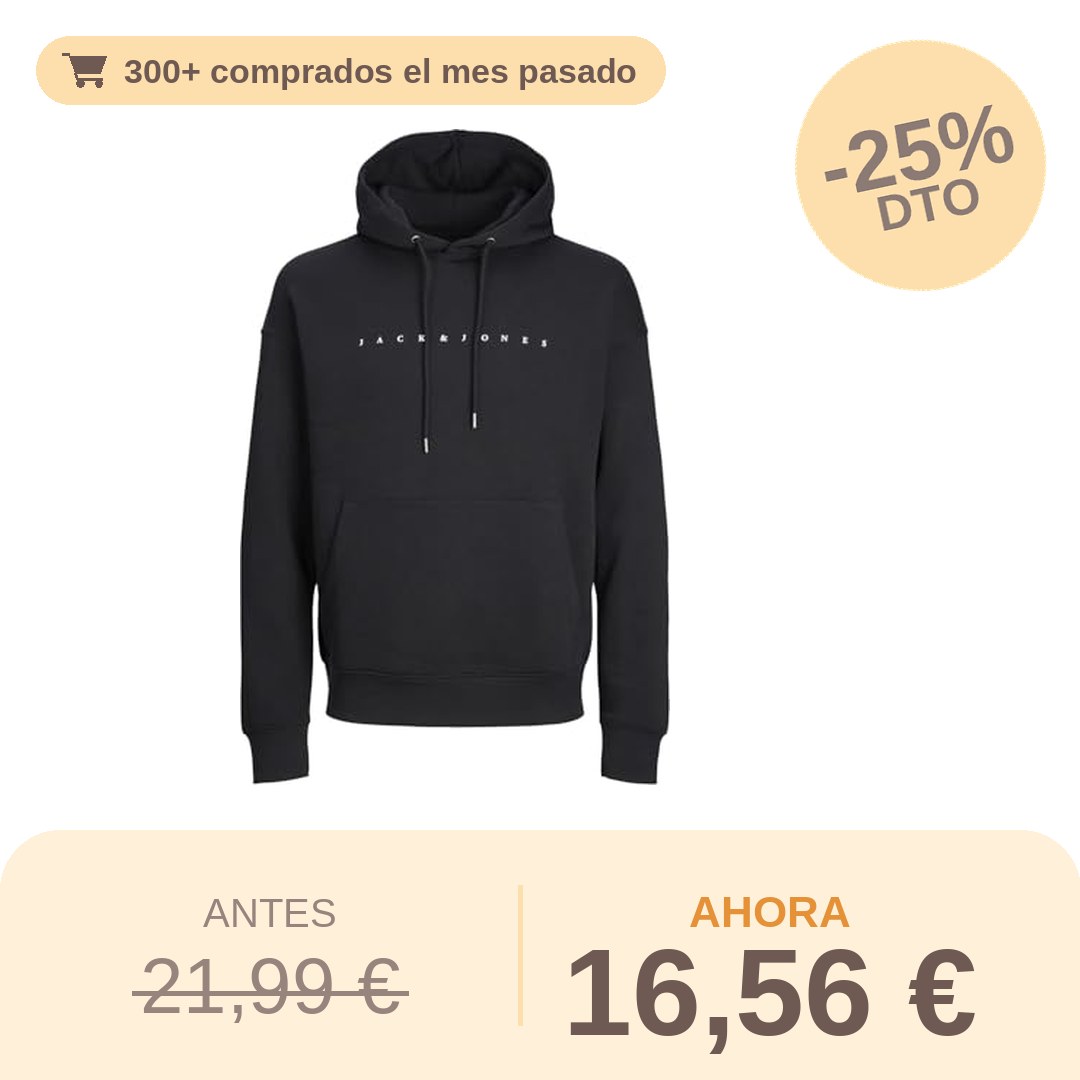 300+ comprados el mes pasado
-25%
DTO
JACK&JONES
ANTES
AHORA
21,99 €
16,56 €